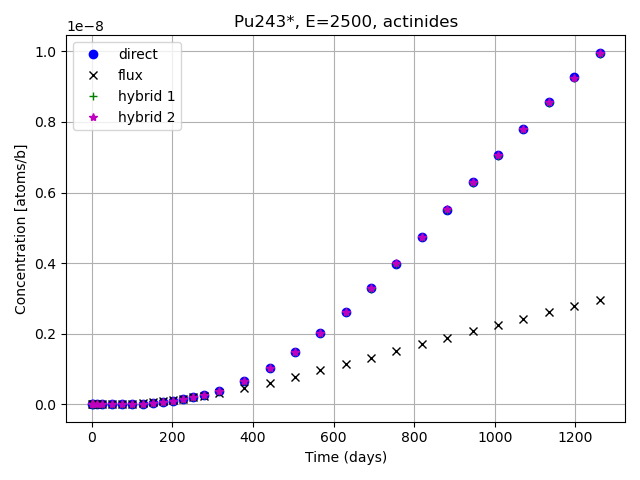 Pu243*, E=2500, actinides
1e−8
direct
flux
hybrid 1
hybrid 2
1.0
0.8
0.6
0.4
0.2
0.0
Concentration [atoms/b]
0 200 400 600 800 1000 1200
Time (days)